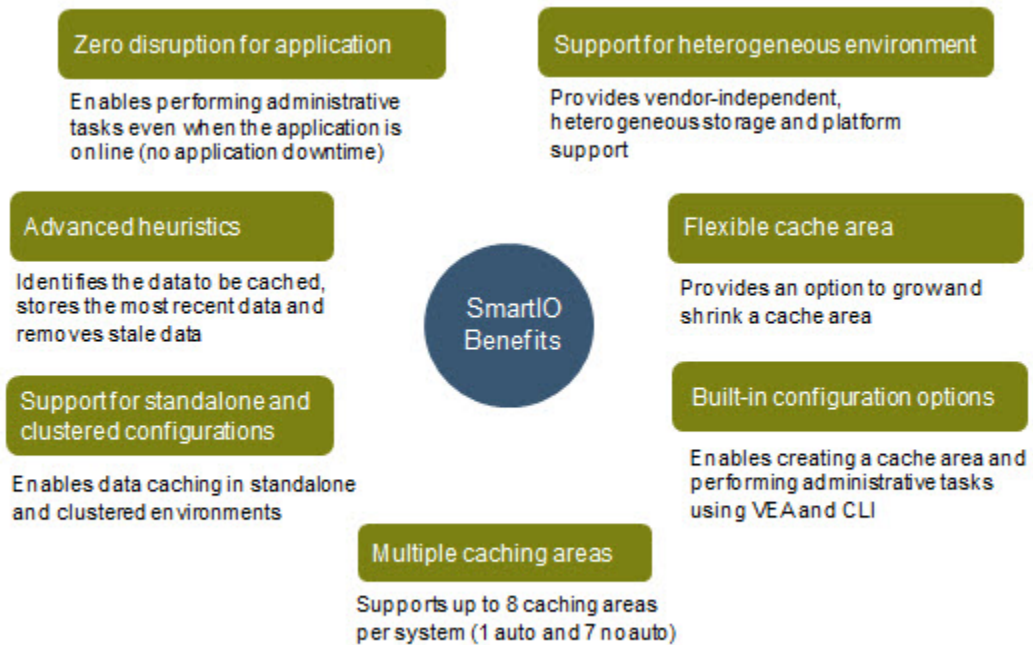 Zero disruption for application
Enables performing administrative
tasks even when the application is
online (no application downtime)
Support for heterogeneous environment
Provides vendor-independent,
heterogeneous storage and platform
support
Advanced heuristics
Identifies the data to be cached,
stores the most recent data and
removes stale data
SmartIO
Benefits
Flexible cache area
Provides an option to grow and
shrink a cache area
Support for standalone and
clustered configurations
Enables data caching in standalone
and clustered environments
Built-in configuration options
Enables creating a cache area and
performing administrative tasks
using VEA and CLI
Multiple caching areas
Supports up to 8 caching areas
per system (1 auto and 7 noauto)